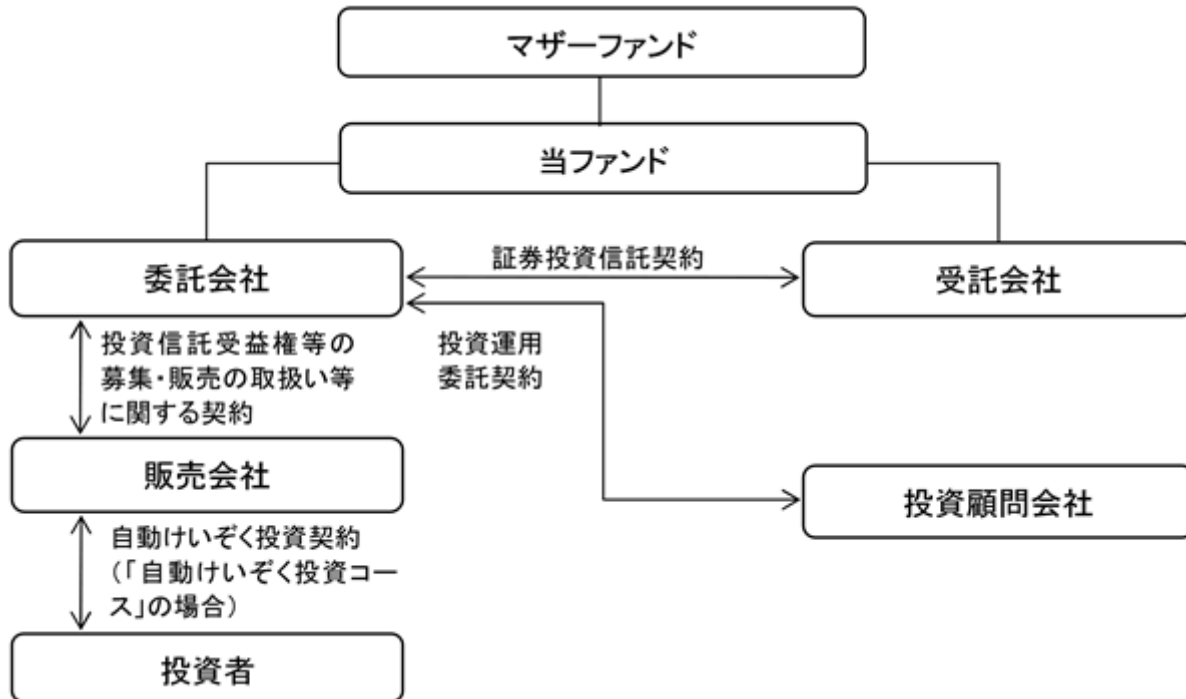 マザーファンド
当ファンド
委託会社
証券投資信託契約
受託会社
投資信託受益権等の
募集・販売の取扱い等
に関する契約
投資運用
委託契約
販売会社
投資顧問会社
自動けいぞく投資契約
(「自動けいぞく投資コー
ス」の場合)
投資者